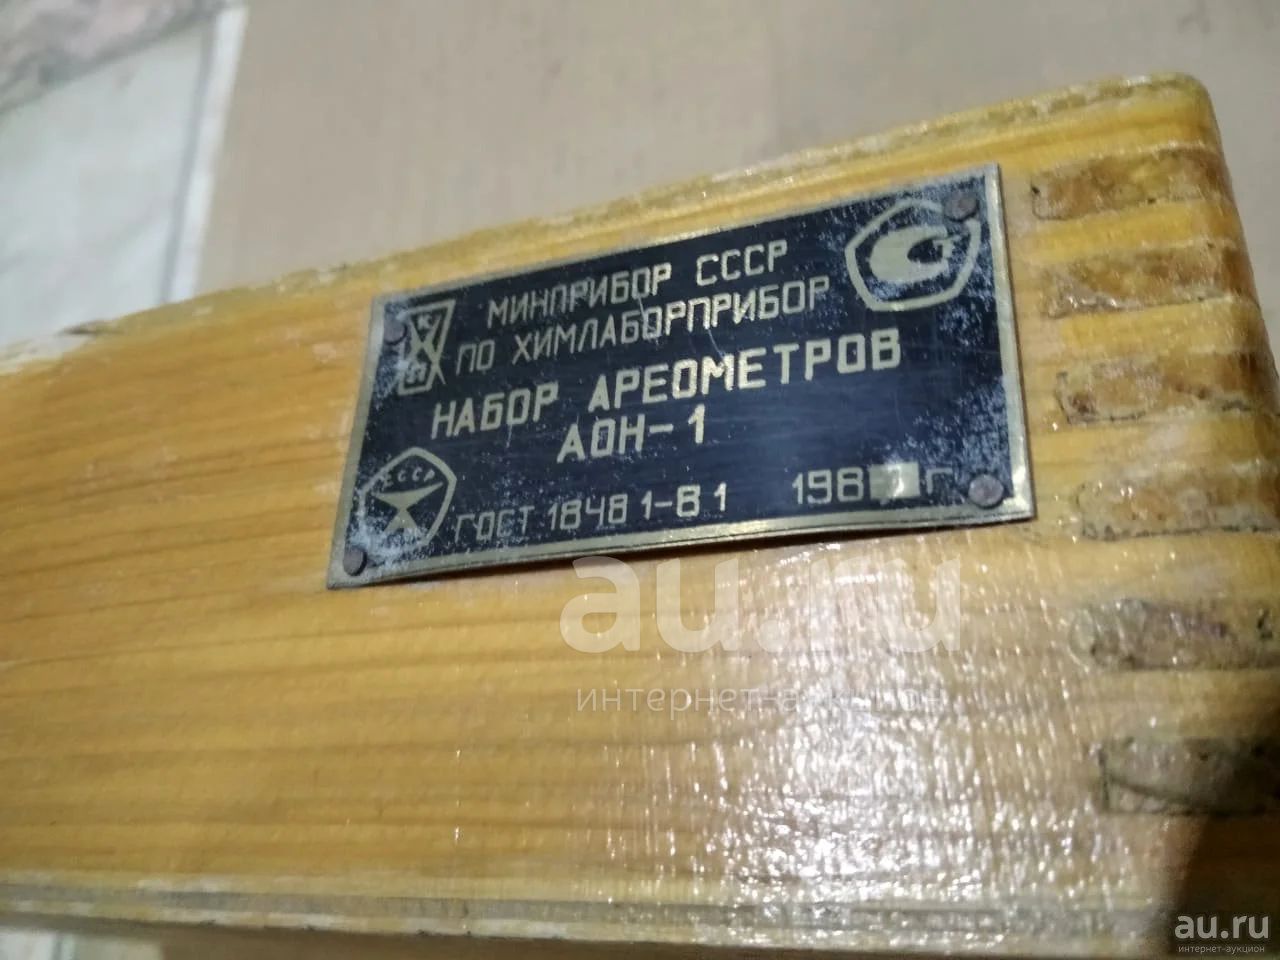 МИНПРИБОР СССР
ПО ХИМЛАБОРПРИБОР
НАБОР АРЕОМЕТРОВ
АОН-1
СССР
ГОСТ 18481-81
au.ru
интернет-аукцион
au.ru
интернет-аукцион